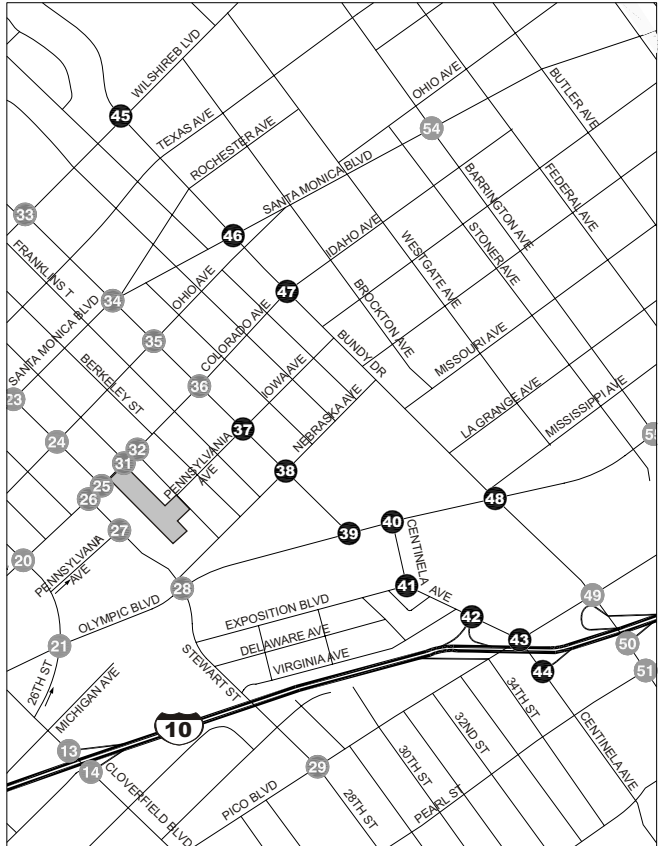 WILSHIREB LVD
45
TEXAS AVE
ROCHESTER AVE
OHIO AVE
BUTLER AVE
54
SANTA MONICA BLVD
BARRINGTON AVE
FEDERAL AVE
33
46
IDAHO AVE
STONER AVE
WESTGATE AVE
FRANKLINS T
34
OHIO AVE
47
BROCKTON AVE
SANTA MONICA BLVD
35
COLORADO AVE
BUNDY DR
MISSOURI AVE
BERKELEY ST
36
IOWA AVE
23
LA GRANGE AVE
MISSISSIPPI AVE
24
37
NEBRASKA AVE
32
31
PENNSYLVANIA
AVE
38
25
26
48
27
39
40
CENTINELA
AVE
20
PENNSYLVANIA
AVE
28
41
49
OLYMPIC BLVD
EXPOSITION BLVD
42
21
DELAWARE AVE
43
50
STEWART ST
VIRGINIA AVE
44
51
26TH ST
MICHIGAN AVE
34TH ST
10
13
14
CLOVERFIELD BLVD
29
32ND ST
30TH ST
CENTINELA AVE
PICO BLVD
28TH ST
PEARL ST